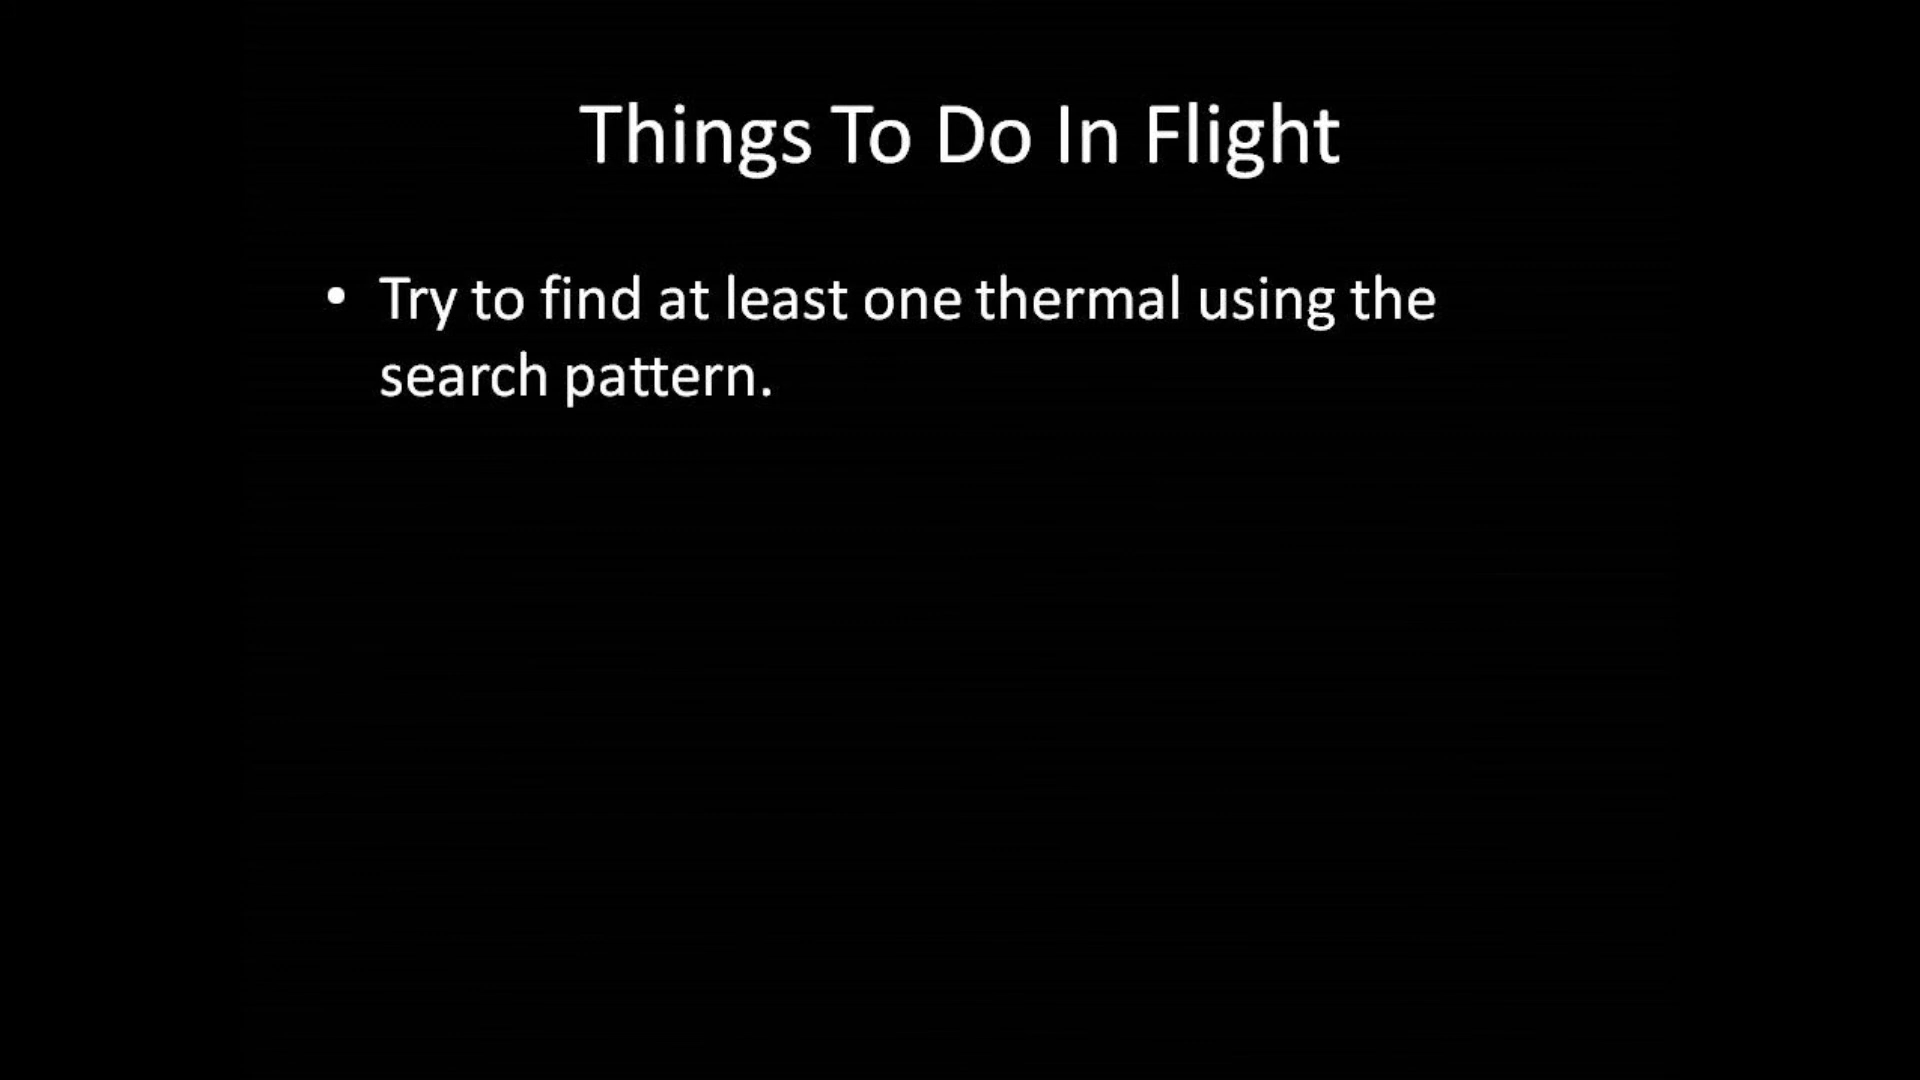 Things To Do In Flight
• Try to find at least one thermal using the
search pattern.